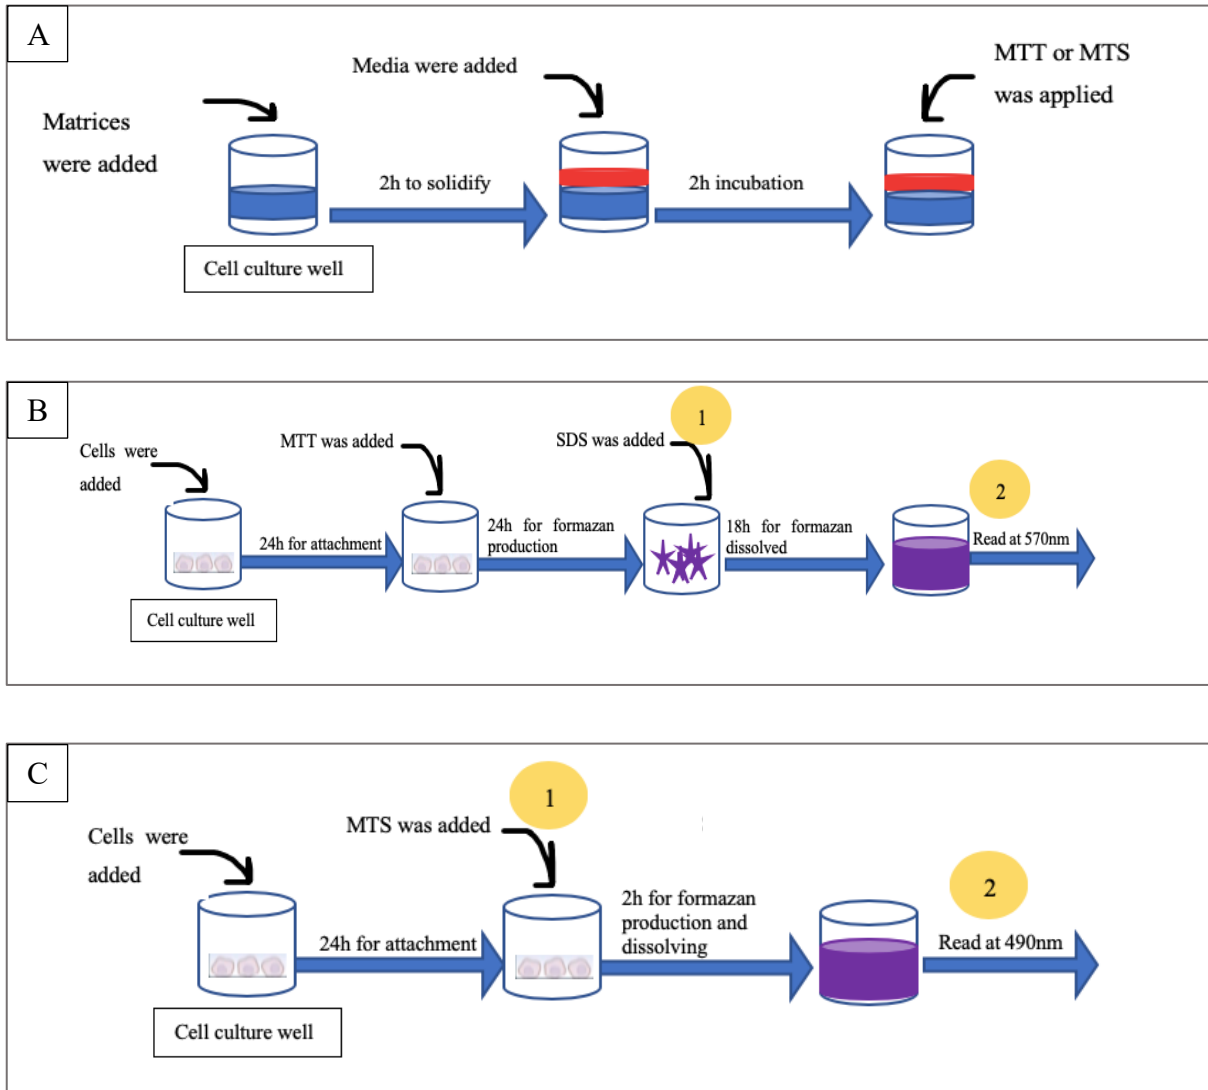 A
Matrices
were added
Cell culture well
2h to solidify
Media were added
2h incubation
MTT or MTS
was applied
B
Cells were
added
Cell culture well
24h for attachment
MTT was added
24h for formazan
production
SDS was added
1
18h for formazan
dissolved
2
Read at 570nm
C
Cells were
added
Cell culture well
24h for attachment
MTS was added
1
2h for formazan
production and
dissolving
2
Read at 490nm